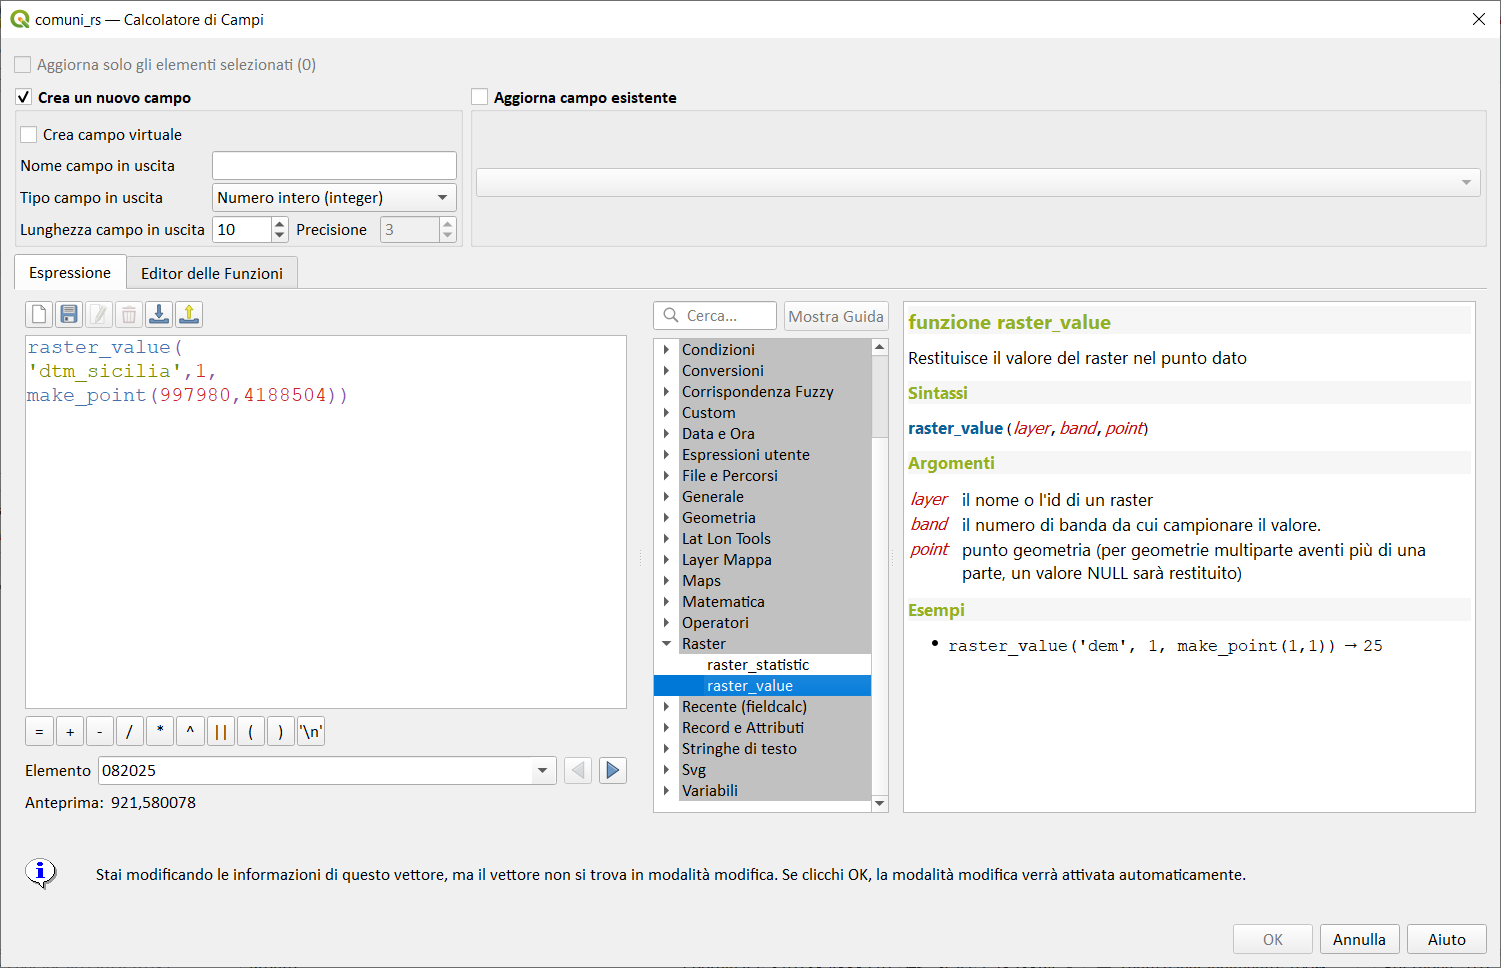 comuni_rs — Calcolatore di Campi
Aggiorna solo gli elementi selezionati (0)
Crea un nuovo campo
Aggiorna campo esistente
Crea campo virtuale
Nome campo in uscita
Tipo campo in uscita Numero intero (integer)
Lunghezza campo in uscita 10 Precisione 3
Espressione
Editor delle Funzioni
raster_value(
'dtm_sicilia',1,
make_point(997980,4188504))
= + - / * ^ || ( ) '\n'
Elemento 082025
Anteprima: 921,580078
Cerca...
Mostra Guida
Condizioni
Conversioni
Corrispondenza Fuzzy
Custom
Data e Ora
Espressioni utente
File e Percorsi
Generale
Geometria
Lat Lon Tools
Layer Mappa
Maps
Matematica
Operatori
Raster
raster_statistic
raster_value
Recente (fieldcalc)
Record e Attributi
Stringhe di testo
Svg
Variabili
funzione raster_value
Restituisce il valore del raster nel punto dato
Sintassi
raster_value(layer,band,point)
Argomenti
layer il nome o l'id di un raster
band il numero di banda da cui campionare il valore.
point punto geometria (per geometrie multiparte aventi più di una
parte, un valore NULL sarà restituito)
Esempi
• raster_value('dem', 1, make_point(1,1)) → 25
Stai modificando le informazioni di questo vettore, ma il vettore non si trova in modalità modifica. Se clicchi OK, la modalità modifica verrà attivata automaticamente.
OK
Annulla
Aiuto